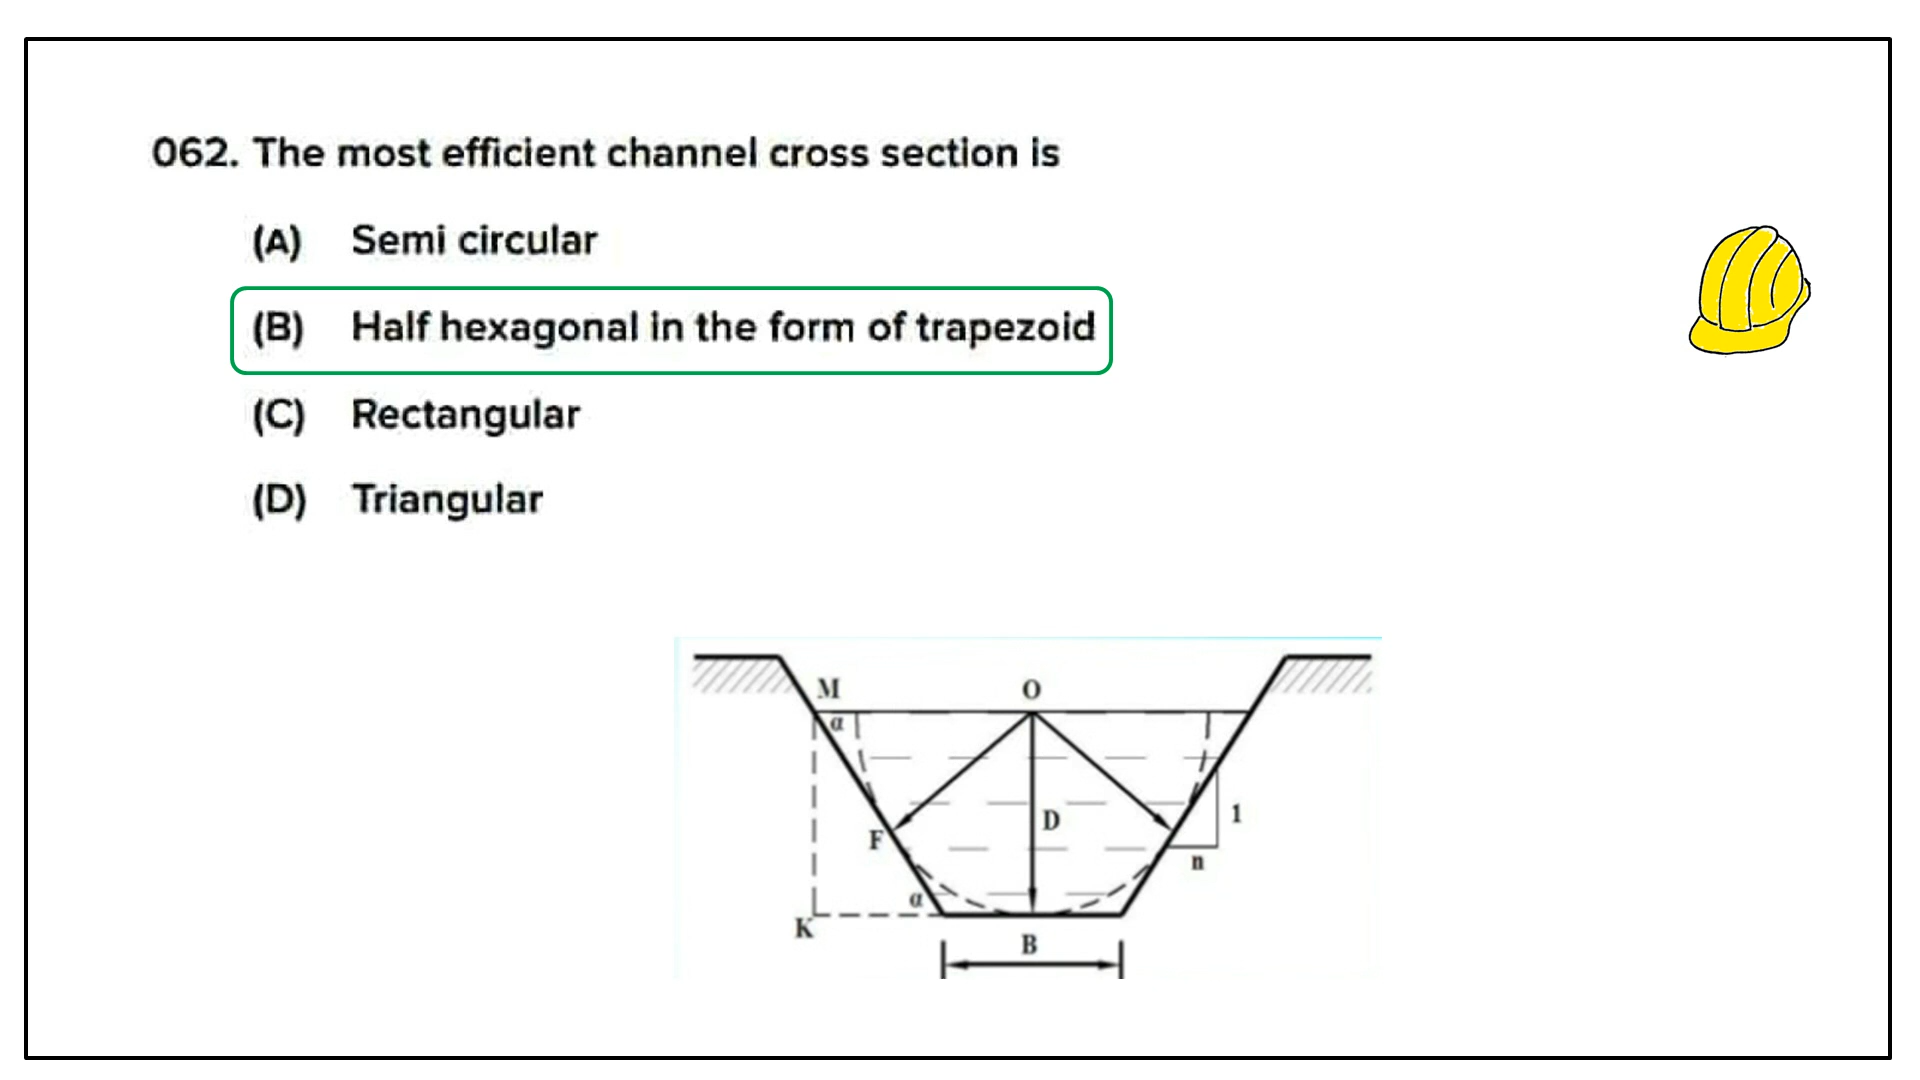 062. The most efficient channel cross section is
(A) Semi circular
(B) Half hexagonal in the form of trapezoid
(C) Rectangular
(D) Triangular
M O
α
D 1
F
n
α
K
B